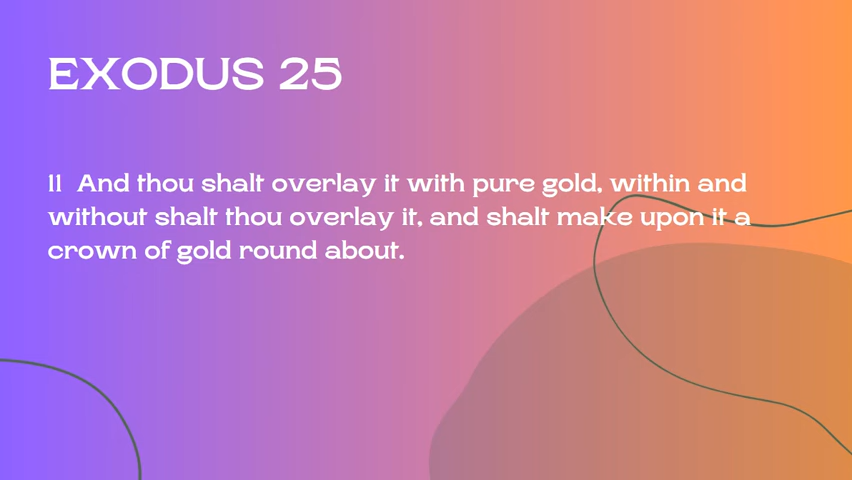 EXODUS 25
11 And thou shalt overlay it with pure gold, within and
without shalt thou overlay it, and shalt make upon it a
crown of gold round about.